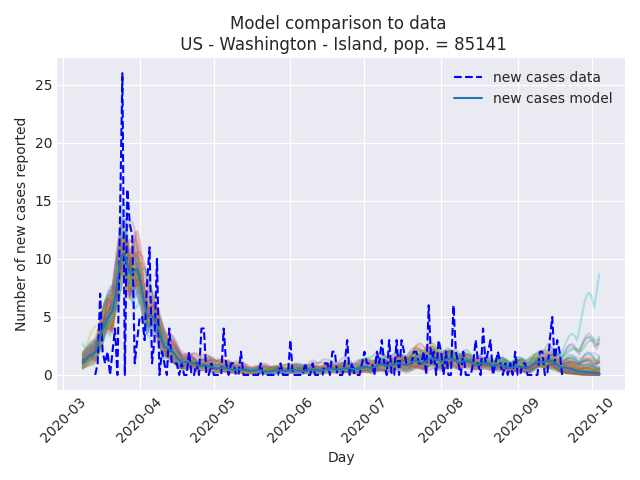 Model comparison to data
US - Washington - Island, pop. = 85141
new cases data
new cases model
Number of new cases reported
25
20
15
10
5
0
2020-03
2020-04
2020-05
2020-06
2020-07
2020-08
2020-09
2020-10
Day